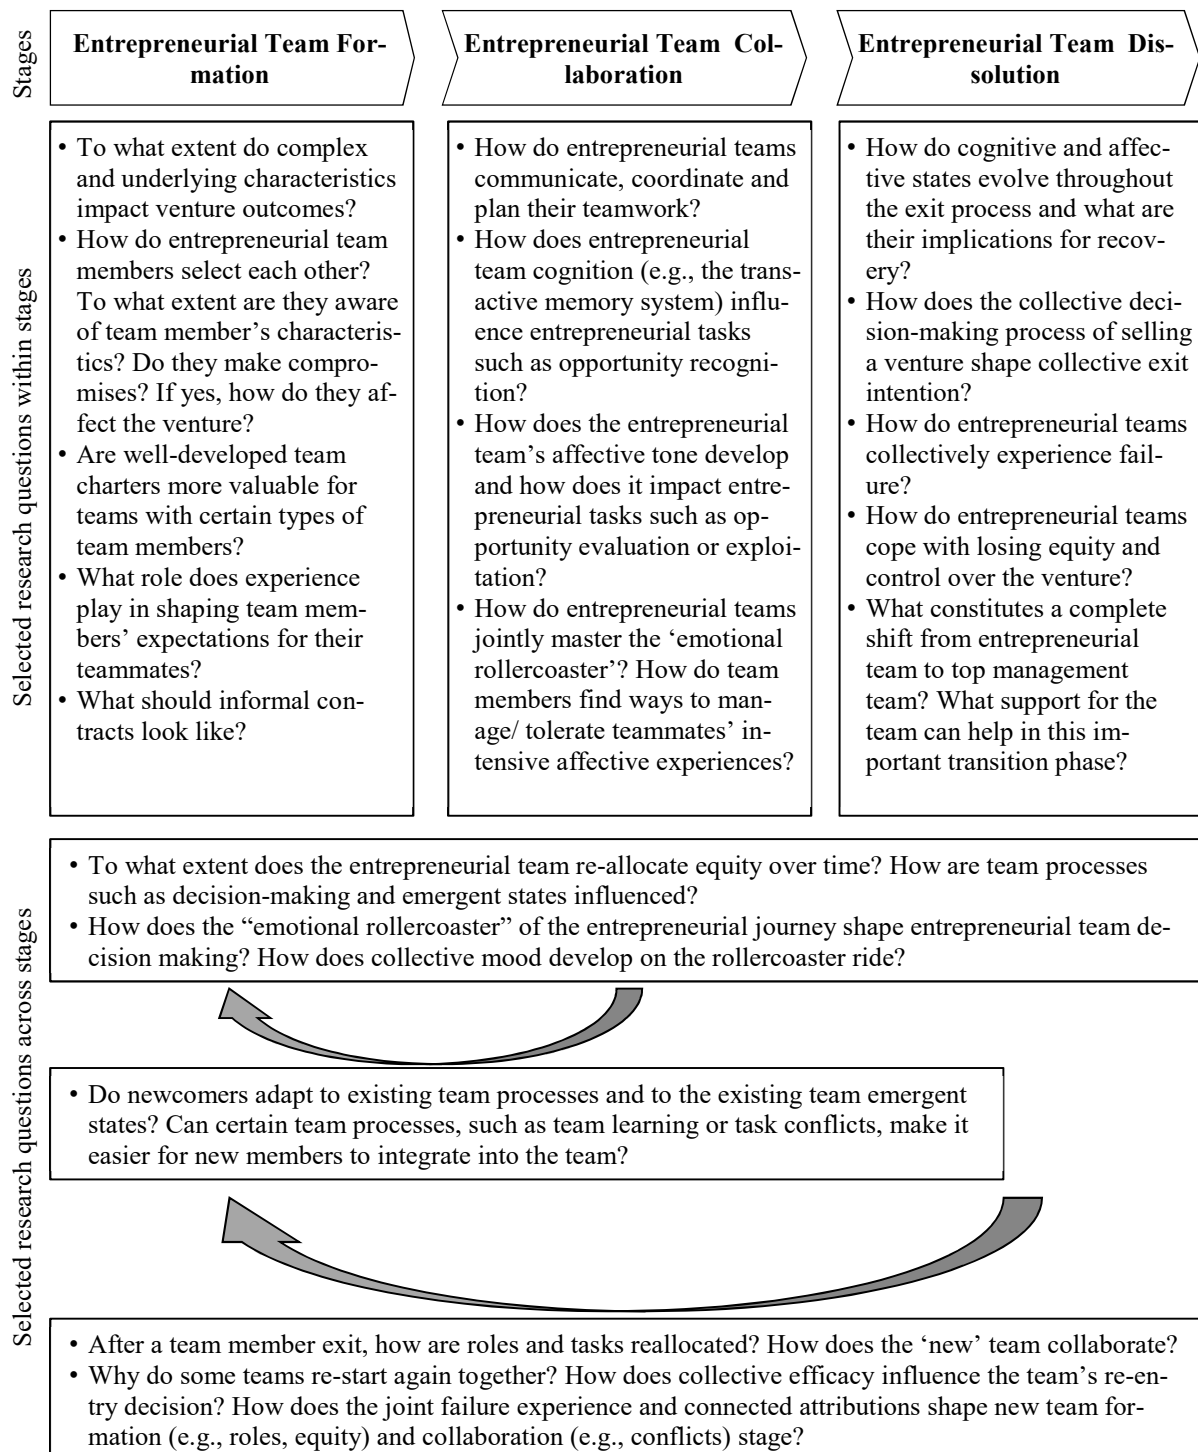 Stages
Entrepreneurial Team For-
mation
Entrepreneurial Team Col-
laboration
Entrepreneurial Team Dis-
solution
Selected research questions within stages
• To what extent do complex
and underlying characteristics
impact venture outcomes?
• How do entrepreneurial team
members select each other?
To what extent are they aware
of team member’s characteris-
tics? Do they make compro-
mises? If yes, how do they af-
fect the venture?
• Are well-developed team
charters more valuable for
teams with certain types of
team members?
• What role does experience
play in shaping team mem-
bers’ expectations for their
teammates?
• What should informal con-
tracts look like?
• How do entrepreneurial teams
communicate, coordinate and
plan their teamwork?
• How does entrepreneurial
team cognition (e.g., the trans-
active memory system) influ-
ence entrepreneurial tasks
such as opportunity recogni-
tion?
• How does the entrepreneurial
team’s affective tone develop
and how does it impact entre-
preneurial tasks such as op-
portunity evaluation or exploi-
tation?
• How do entrepreneurial teams
jointly master the ‘emotional
rollercoaster’? How do team
members find ways to man-
age/ tolerate teammates’ in-
tensive affective experiences?
• How do cognitive and affec-
tive states evolve throughout
the exit process and what are
their implications for recov-
ery?
• How does the collective deci-
sion-making process of selling
a venture shape collective exit
intention?
• How do entrepreneurial teams
collectively experience fail-
ure?
• How do entrepreneurial teams
cope with losing equity and
control over the venture?
• What constitutes a complete
shift from entrepreneurial
team to top management
team? What support for the
team can help in this im-
portant transition phase?
Selected research questions across stages
• To what extent does the entrepreneurial team re-allocate equity over time? How are team processes
such as decision-making and emergent states influenced?
• How does the “emotional rollercoaster” of the entrepreneurial journey shape entrepreneurial team de-
cision making? How does collective mood develop on the rollercoaster ride?
• Do newcomers adapt to existing team processes and to the existing team emergent
states? Can certain team processes, such as team learning or task conflicts, make it
easier for new members to integrate into the team?
• After a team member exit, how are roles and tasks reallocated? How does the ‘new’ team collaborate?
• Why do some teams re-start again together? How does collective efficacy influence the team’s re-en-
try decision? How does the joint failure experience and connected attributions shape new team for-
mation (e.g., roles, equity) and collaboration (e.g., conflicts) stage?